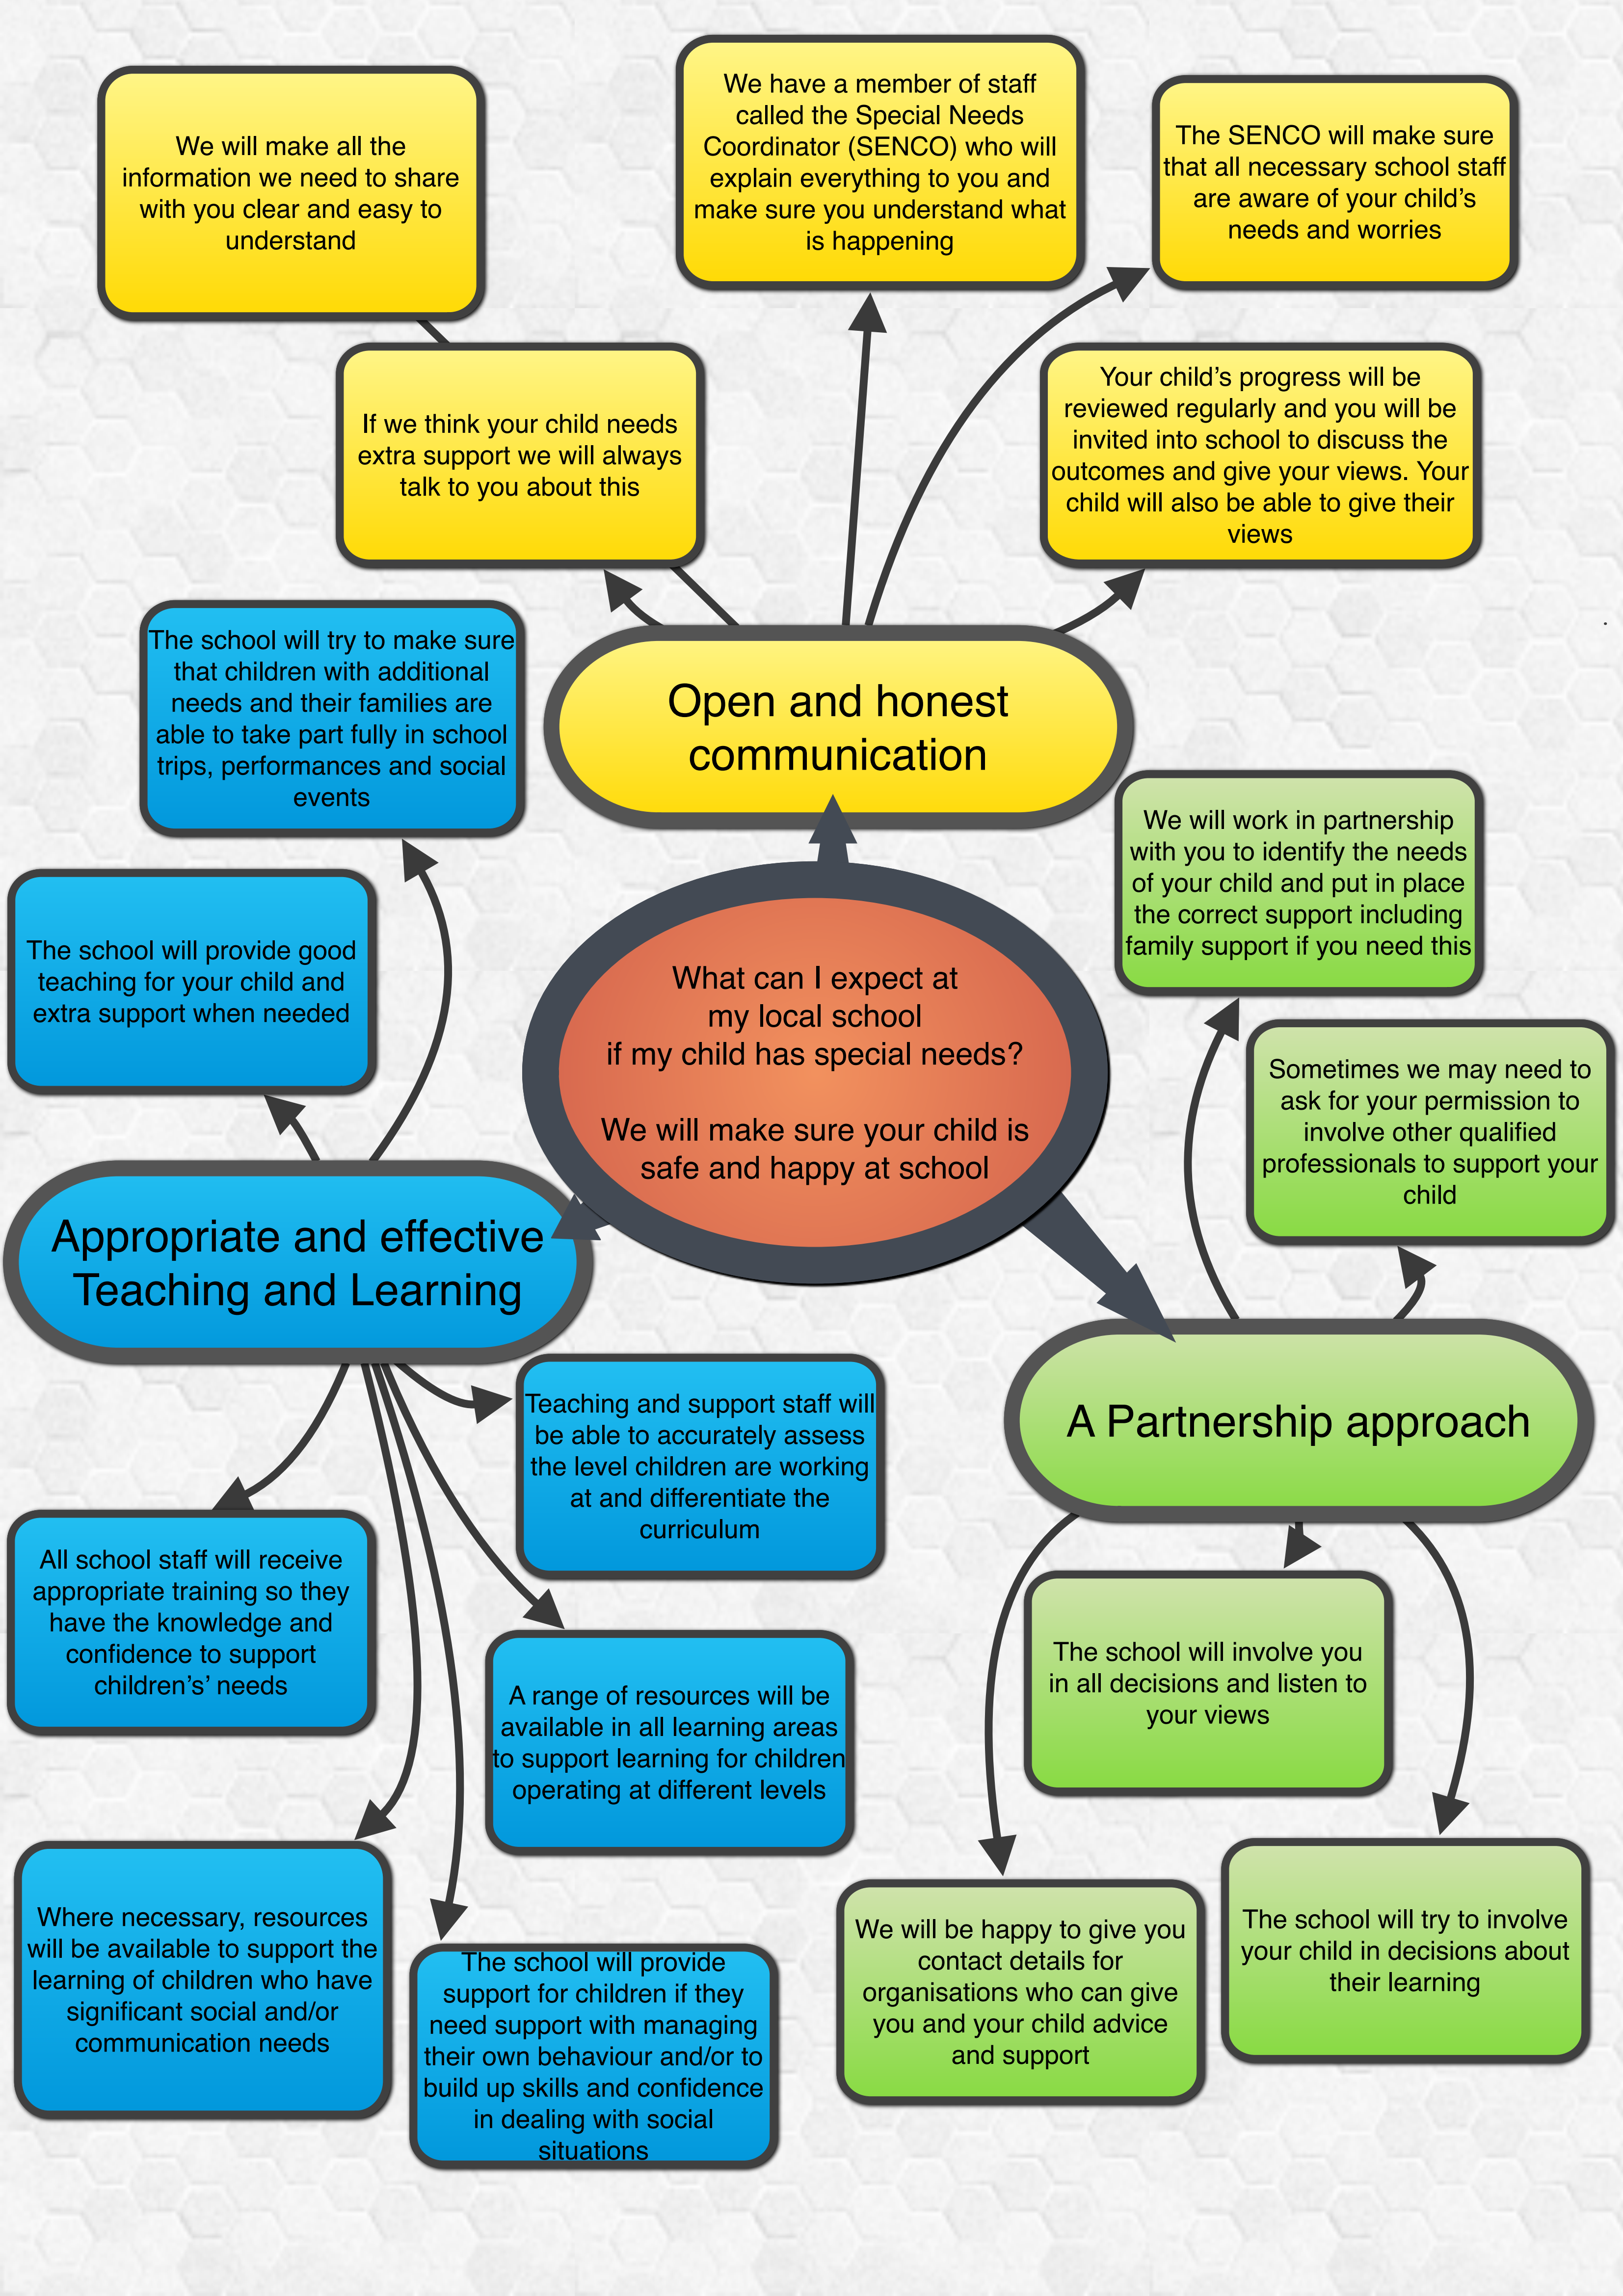 We will make all the
information we need to share
with you clear and easy to
understand
We have a member of staff
called the Special Needs
Coordinator (SENCO) who will
explain everything to you and
make sure you understand what
is happening
The SENCO will make sure
that all necessary school staff
are aware of your child’s
needs and worries
If we think your child needs
extra support we will always
talk to you about this
Your child’s progress will be
reviewed regularly and you will be
invited into school to discuss the
outcomes and give your views. Your
child will also be able to give their
views
Open and honest
communication
The school will try to make sure
that children with additional
needs and their families are
able to take part fully in school
trips, performances and social
events
The school will provide good
teaching for your child and
extra support when needed
We will work in partnership
with you to identify the needs
of your child and put in place
the correct support including
family support if you need this
What can I expect at
my local school
if my child has special needs?
We will make sure your child is
safe and happy at school
Sometimes we may need to
ask for your permission to
involve other qualified
professionals to support your
child
Appropriate and effective
Teaching and Learning
A Partnership approach
Teaching and support staff will
be able to accurately assess
the level children are working
at and differentiate the
curriculum
All school staff will receive
appropriate training so they
have the knowledge and
confidence to support
children’s’ needs
A range of resources will be
available in all learning areas
to support learning for children
operating at different levels
The school will involve you
in all decisions and listen to
your views
Where necessary, resources
will be available to support the
learning of children who have
significant social and/or
communication needs
The school will provide
support for children if they
need support with managing
their own behaviour and/or to
build up skills and confidence
in dealing with social
situations
We will be happy to give you
contact details for
organisations who can give
you and your child advice
and support
The school will try to involve
your child in decisions about
their learning